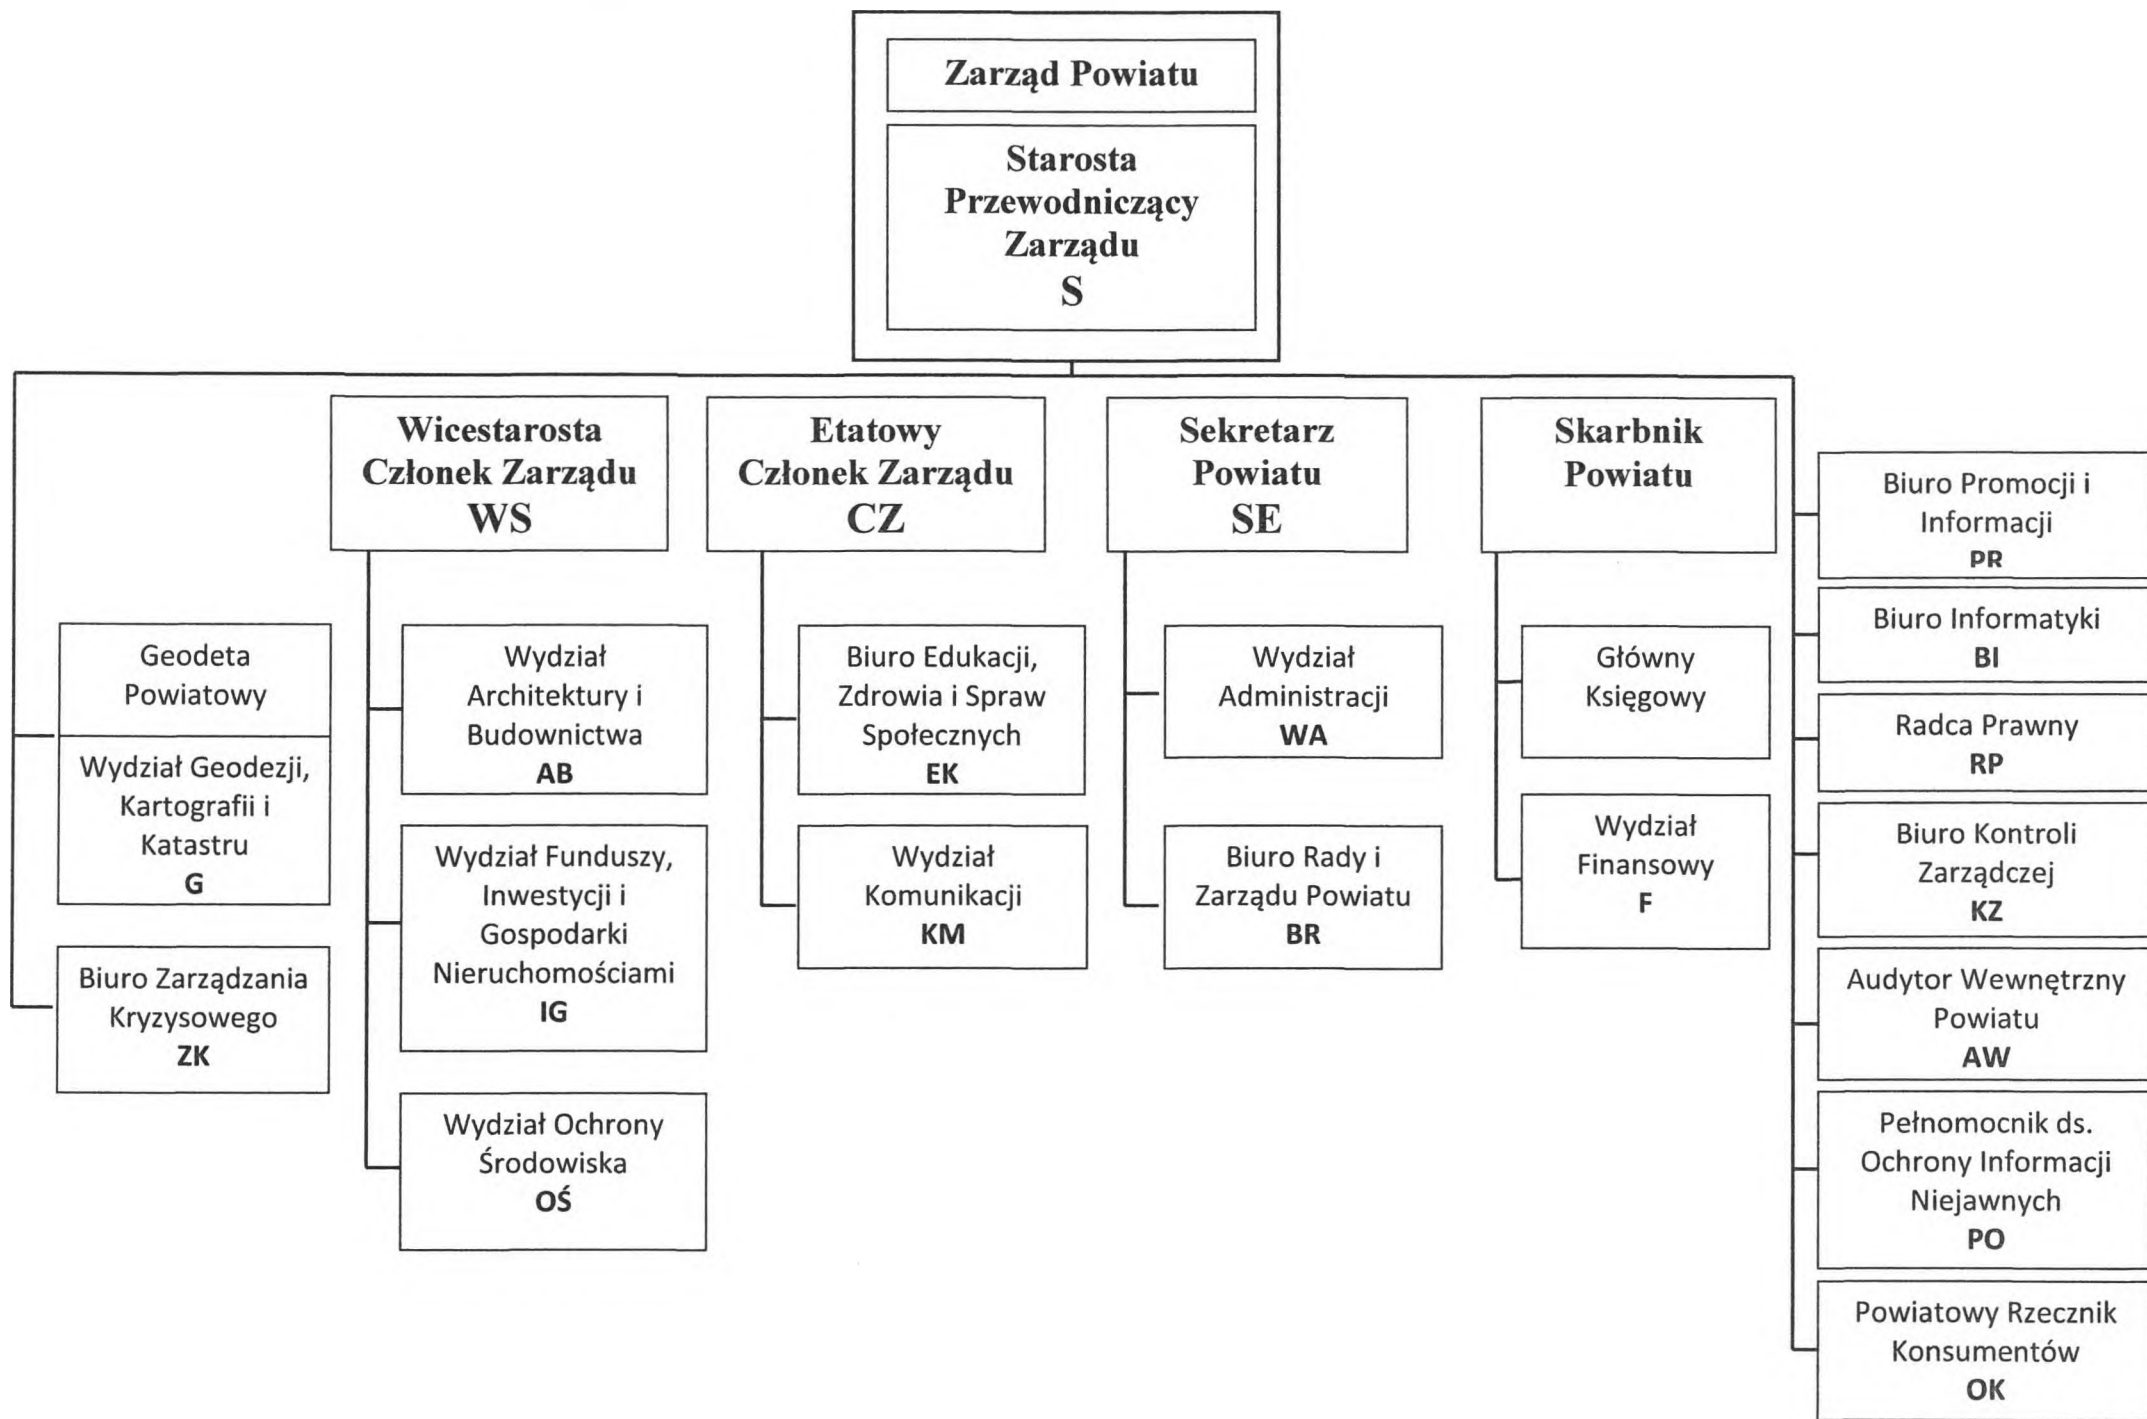 Zarząd Powiatu
Starosta
Przewodniczący
Zarządu
S
Wicestarosta
Członek Zarządu
WS
Etatowy
Członek Zarządu
CZ
Sekretarz
Powiatu
SE
Skarbnik
Powiatu
Geodeta
Powiatowy
Wydział Geodezji,
Kartografii i
Katastru
G
Biuro Zarządzania
Kryzysowego
ZK
Wydział
Architektury i
Budownictwa
AB
Wydział Funduszy,
Inwestycji i
Gospodarki
Nieruchomościami
IG
Wydział Ochrony
Środowiska
OŚ
Biuro Edukacji,
Zdrowia i Spraw
Społecznych
EK
Wydział
Komunikacji
KM
Wydział
Administracji
WA
Biuro Rady i
Zarządu Powiatu
BR
Główny
Księgowy
Wydział
Finansowy
F
Biuro Promocji i
Informacji
PR
Biuro Informatyki
BI
Radca Prawny
RP
Biuro Kontroli
Zarządczej
KZ
Audytor Wewnętrzny
Powiatu
AW
Pełnomocnik ds.
Ochrony Informacji
Niejawnych
PO
Powiatowy Rzecznik
Konsumentów
OK